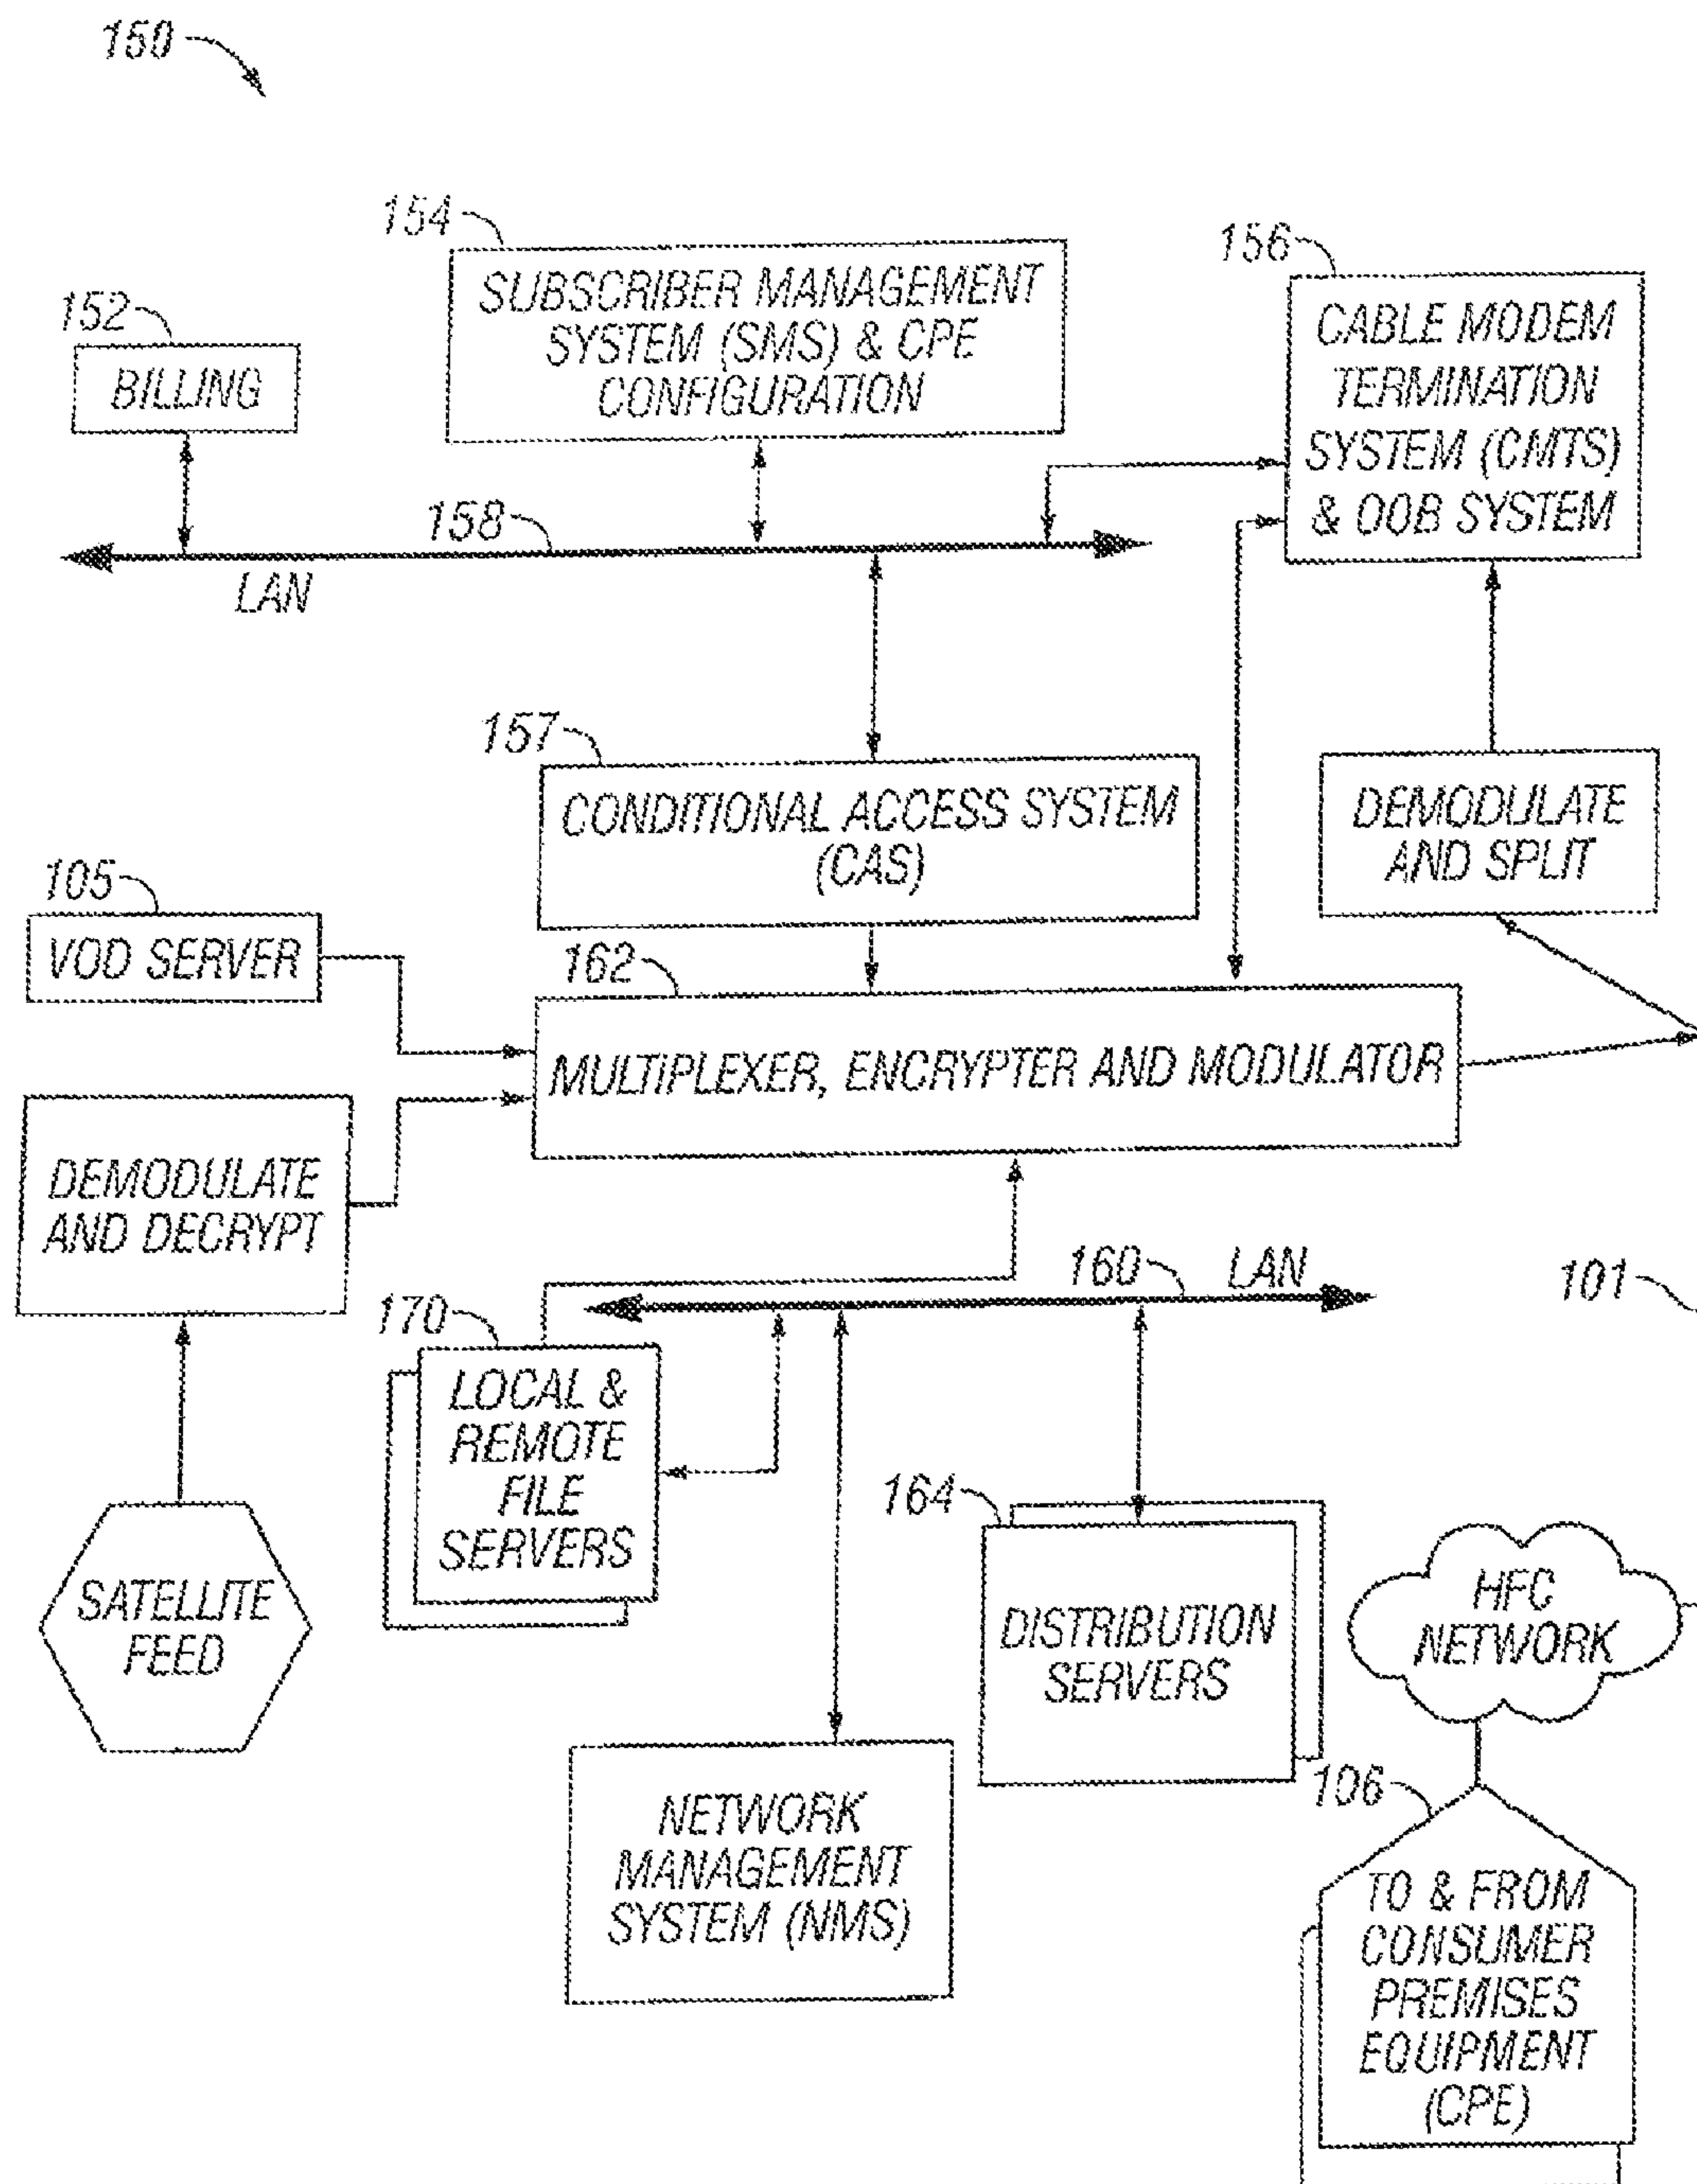 150
154
SUBSCRIBER MANAGEMENT
SYSTEM (SMS) & CPE
CONFIGURATION
156
CABLE MODEM
TERMINATION
SYSTEM (CMTS)
& OOB SYSTEM
152
BILLING
158
LAN
157
CONDITIONAL ACCESS SYSTEM
(CAS)
DEMODULATE
AND SPLIT
105
VOD SERVER
162
MULTIPLEXER, ENCRYPTER AND MODULATOR
DEMODULATE
AND DECRYPT
160
LAN
101
170
LOCAL &
REMOTE
FILE
SERVERS
164
DISTRIBUTION
SERVERS
HFC
NETWORK
SATELLITE
FEED
106
NETWORK
MANAGEMENT
SYSTEM (NMS)
TO & FROM
CONSUMER
PREMISES
EQUIPMENT
(CPE)